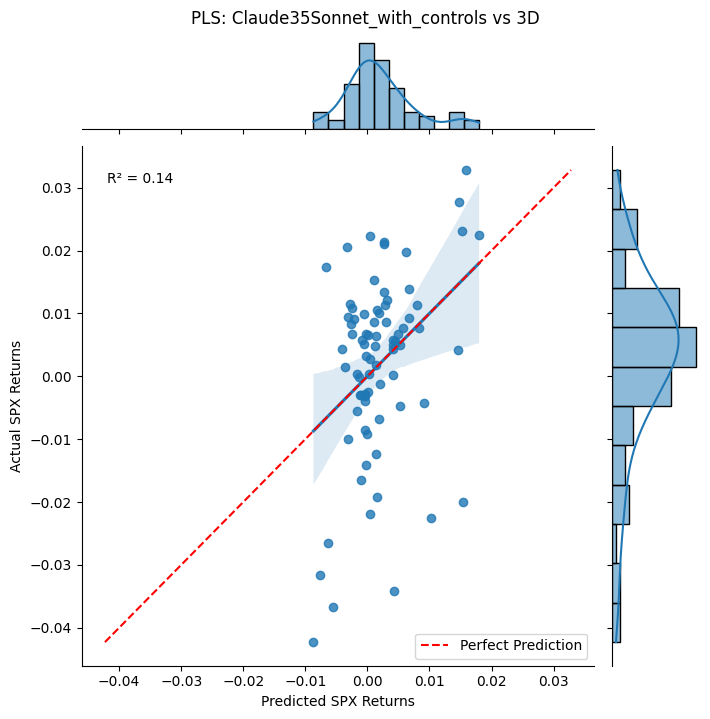 PLS: Claude35Sonnet_with_controls vs 3D
R² = 0.14
0.03
0.02
0.01
0.00
−0.01
−0.02
−0.03
−0.04
Actual SPX Returns
Perfect Prediction
−0.04 −0.03 −0.02 −0.01 0.00 0.01 0.02 0.03
Predicted SPX Returns